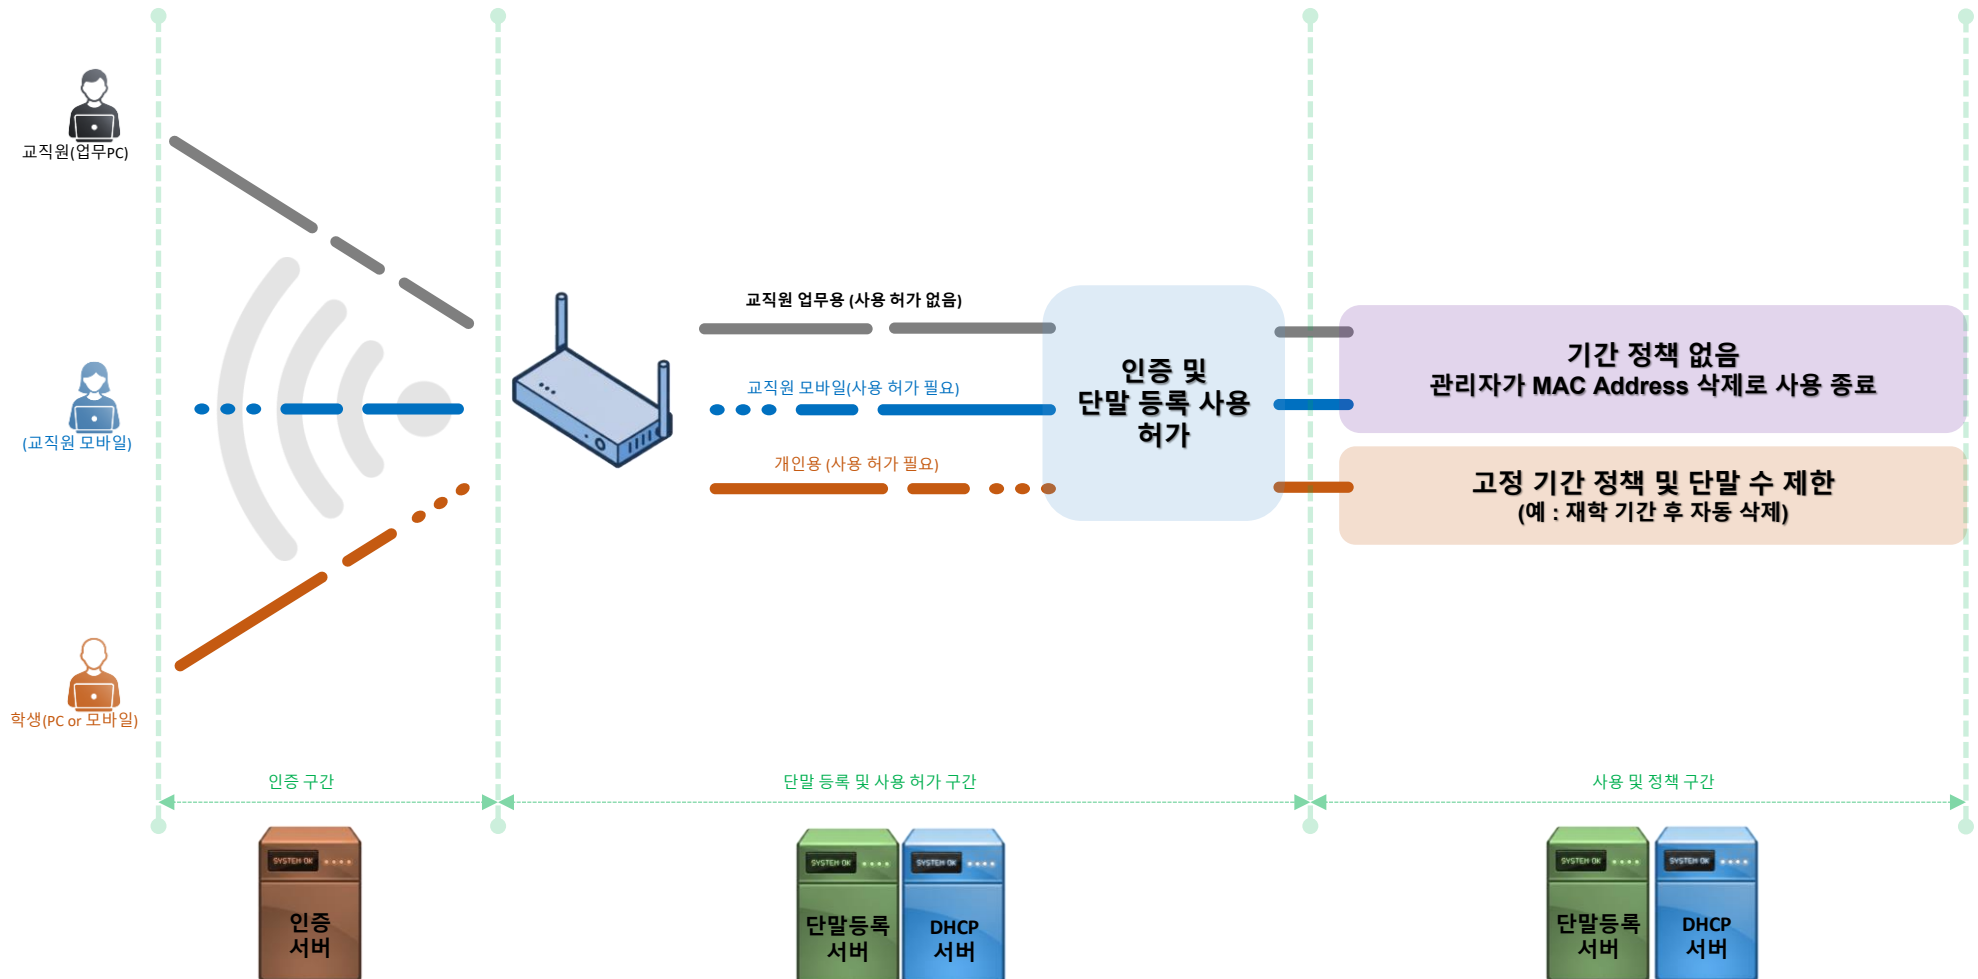 교직원(업무PC)
(교직원 모바일)
학생(PC or 모바일)
교직원 업무용 (사용 허가 없음)
교직원 모바일(사용 허가 필요)
개인용 (사용 허가 필요)
인증 및
단말 등록 사용
허가
기간 정책 없음
관리자가 MAC Address 삭제로 사용 종료
고정 기간 정책 및 단말 수 제한
(예 : 재학 기간 후 자동 삭제)
인증 구간
단말 등록 및 사용 허가 구간
사용 및 정책 구간
SYSTEM OK
인증
서버
SYSTEM OK
단말등록
서버
SYSTEM OK
DHCP
서버
SYSTEM OK
단말등록
서버
SYSTEM OK
DHCP
서버